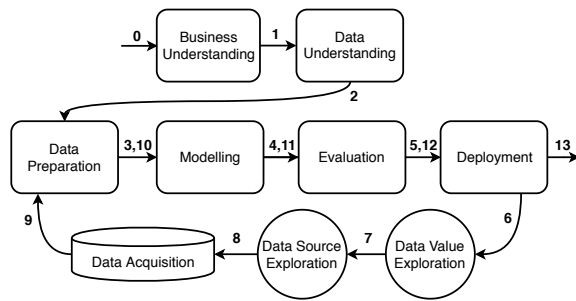 0
Business
Understanding
1
Data
Understanding
2
Data
Preparation
3,10
Modelling
4,11
Evaluation
5,12
Deployment
13
6
Data Value
Exploration
7
Data Source
Exploration
8
Data Acquisition
9